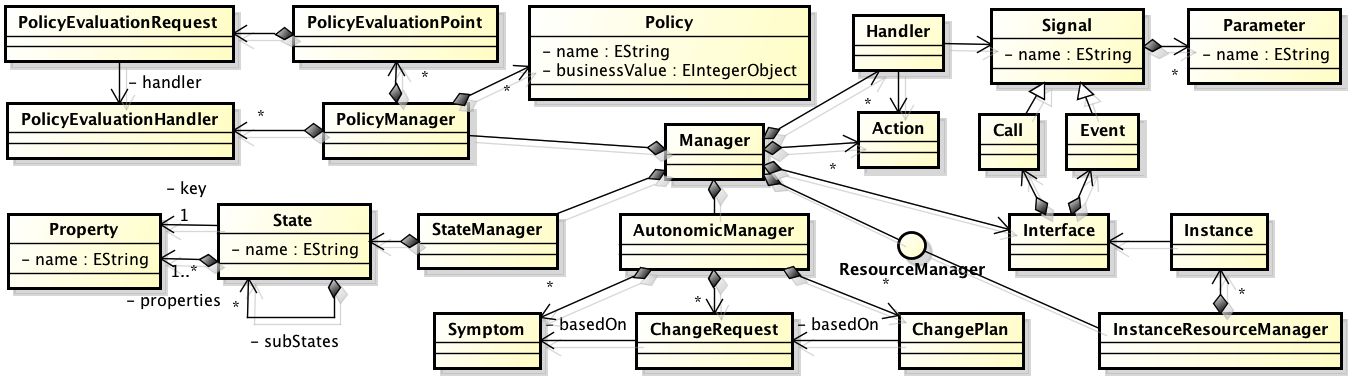 PolicyEvaluationRequest
PolicyEvaluationPoint
Policy
– name : EString
– businessValue : EIntegerObject
Handler
Signal
– name : EString
Parameter
– name : EString
*
*
*
*
– handler
PolicyEvaluationHandler
*
PolicyManager
Manager
Action
*
Call
Event
– key
1
Property
– name : EString
State
– name : EString
1..*
– properties
*
– subStates
StateManager
AutonomicManager
ResourceManager
Interface
Instance
*
*
*
*
Symptom
– basedOn
ChangeRequest
– basedOn
ChangePlan
InstanceResourceManager